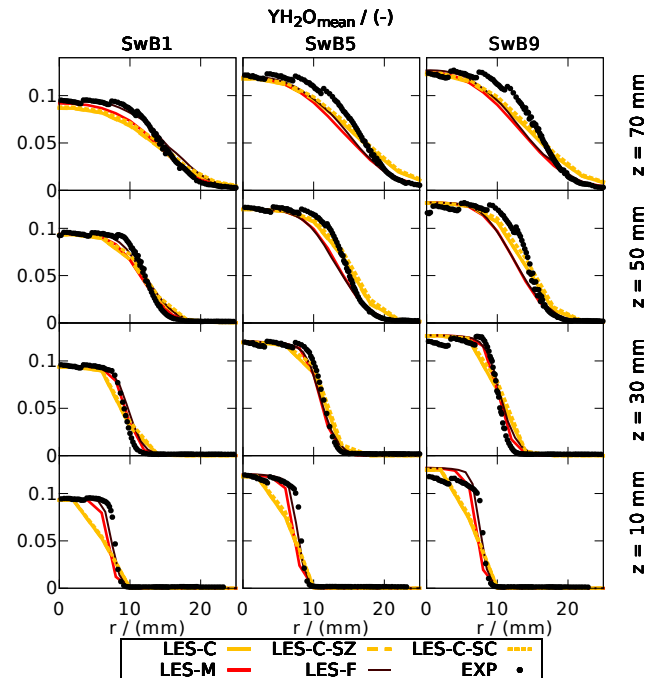 YH2Omean / (-)
SwB1 SwB5 SwB9
0.1
0.05
0
z = 70 mm
0.1
0.05
0
z = 50 mm
0.1
0.05
0
z = 30 mm
0.1
0.05
0
z = 10 mm
0 10 20 0 10 20 0 10 20
r / (mm) r / (mm) r / (mm)
LES-C LES-C-SZ LES-C-SC
LES-M LES-F EXP